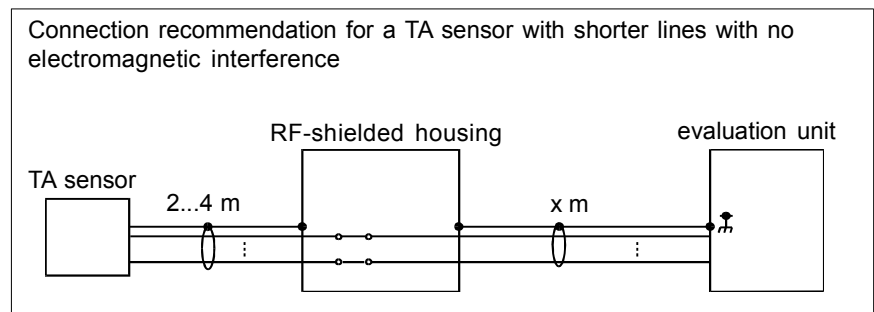 Connection recommendation for a TA sensor with shorter lines with no
electromagnetic interference
RF-shielded housing
evaluation unit
TA sensor
2...4 m
x m